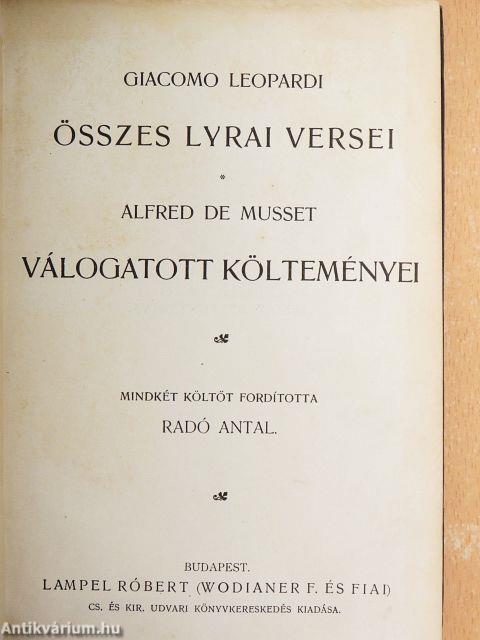 GIACOMO LEOPARDI
ÖSSZES LYRAI VERSEI
*
ALFRED DE MUSSET
VÁLOGATOTT KÖLTEMÉNYEI
MINDKÉT KÖLTŐT FORDÍTOTTA
RADÓ ANTAL.
BUDAPEST.
LAMPEL RÓBERT (WODIANER F. ÉS FIAI)
CS. ÉS KIR. UDVARI KÖNYVKERESKEDÉS KIADÁSA.
Antikvárium.hu